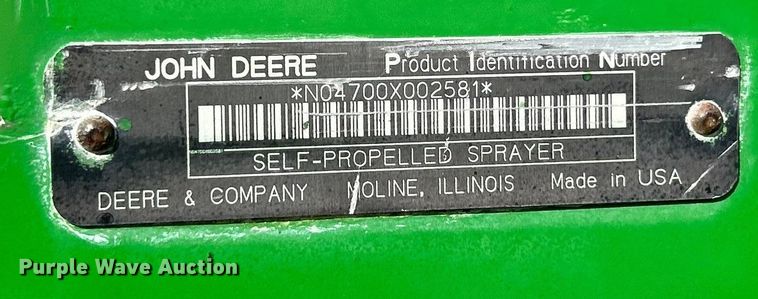 JOHN DEERE Product Identification Number
*N04700X002581*
SELF-PROPELLED SPRAYER
DEERE & COMPANY MOLINE, ILLINOIS Made in USA
Purple Wave Auction